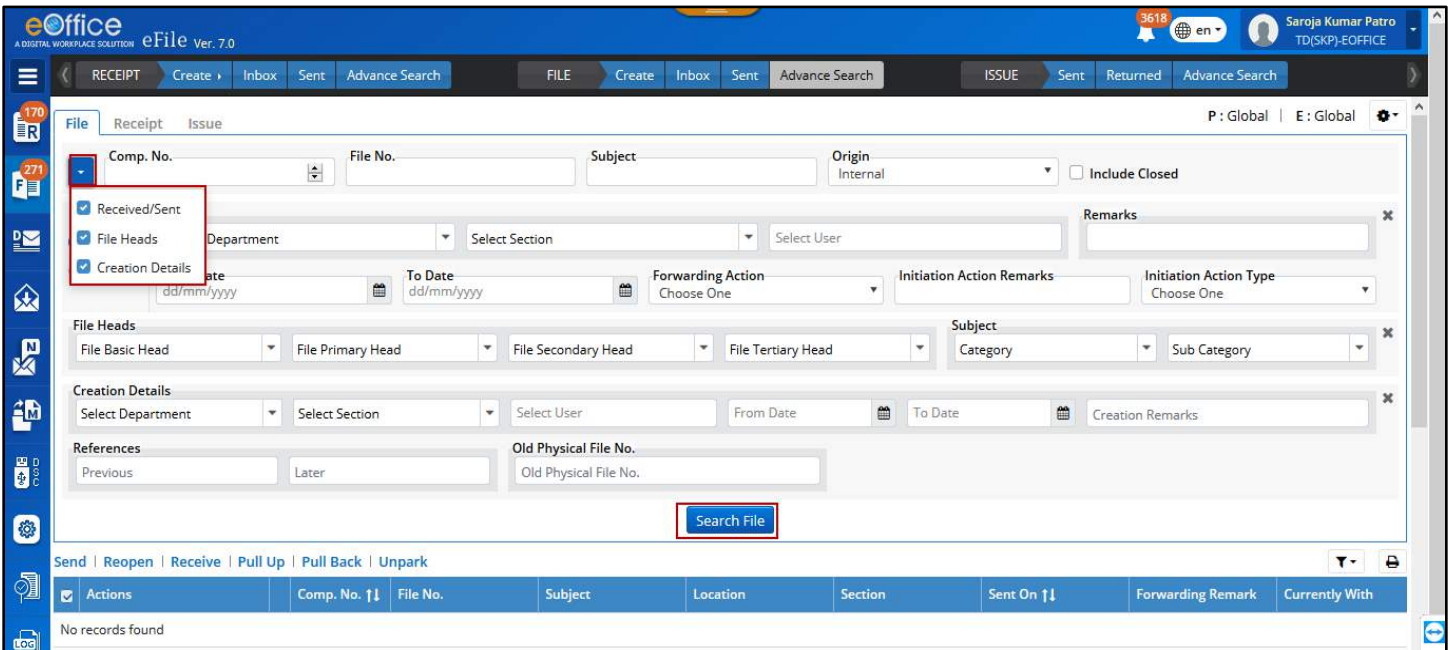 eOffice
A DIGITAL WORKPLACE SOLUTION eFile Ver. 7.0
3618 en Saroja Kumar Patro
TD(SKP)-EOFFICE
RECEIPT Create Inbox Sent Advance Search FILE Create Inbox Sent Advance Search ISSUE Sent Returned Advance Search
170 R
271 F
D
N
M
DSC
LOG
File Receipt Issue P : Global | E : Global
Comp. No. File No. Subject Origin
Internal Include Closed
Received/Sent
File Heads
Creation Details
Remarks
Department Select Section Select User
ate To Date Forwarding Action Initiation Action Remarks Initiation Action Type
dd/mm/yyyy dd/mm/yyyy Choose One Choose One
File Heads Subject
File Basic Head File Primary Head File Secondary Head File Tertiary Head Category Sub Category
Creation Details
Select Department Select Section Select User From Date To Date Creation Remarks
References Old Physical File No.
Previous Later Old Physical File No.
Search File
Send | Reopen | Receive | Pull Up | Pull Back | Unpark
Actions Comp. No. File No. Subject Location Section Sent On Forwarding Remark Currently With
No records found